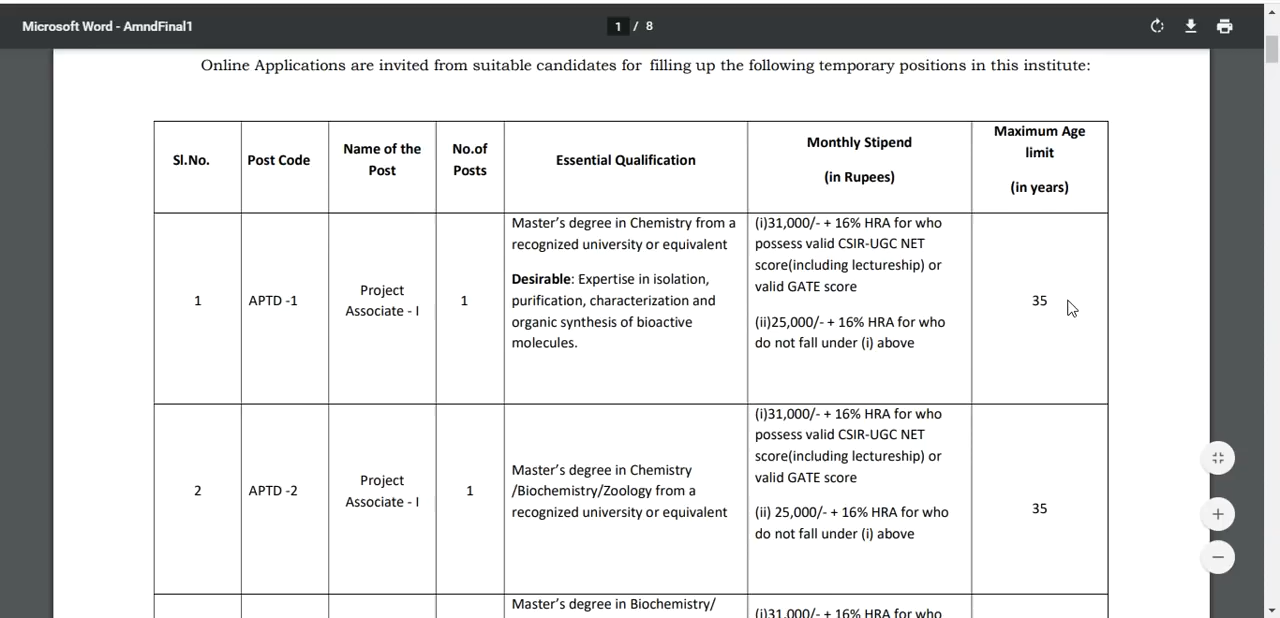 Microsoft Word - AmndFinal1
1 / 8
Online Applications are invited from suitable candidates for filling up the following temporary positions in this institute:
Sl.No.
Post Code
Name of the
Post
No.of
Posts
Essential Qualification
Monthly Stipend
(in Rupees)
Maximum Age
limit
(in years)
1
APTD -1
Project
Associate - I
1
Master’s degree in Chemistry from a
recognized university or equivalent
Desirable: Expertise in isolation,
purification, characterization and
organic synthesis of bioactive
molecules.
(i)31,000/- + 16% HRA for who
possess valid CSIR-UGC NET
score(including lectureship) or
valid GATE score
(ii)25,000/- + 16% HRA for who
do not fall under (i) above
35
2
APTD -2
Project
Associate - I
1
Master’s degree in Chemistry
/Biochemistry/Zoology from a
recognized university or equivalent
(i)31,000/- + 16% HRA for who
possess valid CSIR-UGC NET
score(including lectureship) or
valid GATE score
(ii) 25,000/- + 16% HRA for who
do not fall under (i) above
35
Master’s degree in Biochemistry/
(i)31,000/- + 16% HRA for who